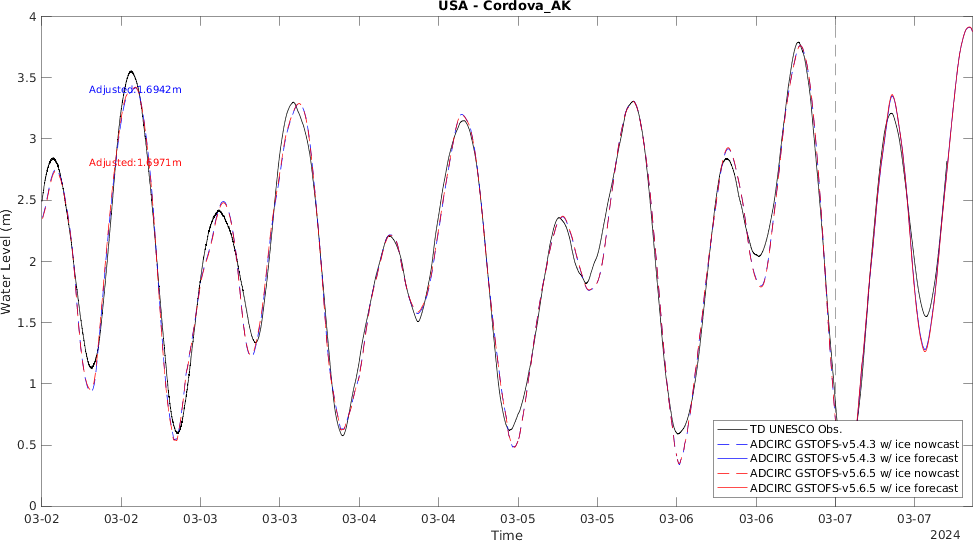 USA - Cordova_AK
4
3.5
3
2.5
2
1.5
1
0.5
0
Water Level (m)
Adjusted:1.6942m
Adjusted:1.6971m
TD UNESCO Obs.
ADCIRC GSTOFS-v5.4.3 w/ ice nowcast
ADCIRC GSTOFS-v5.4.3 w/ ice forecast
ADCIRC GSTOFS-v5.6.5 w/ ice nowcast
ADCIRC GSTOFS-v5.6.5 w/ ice forecast
03-02 03-02 03-03 03-03 03-04 03-04 03-05 03-05 03-06 03-06 03-07 03-07
Time
2024